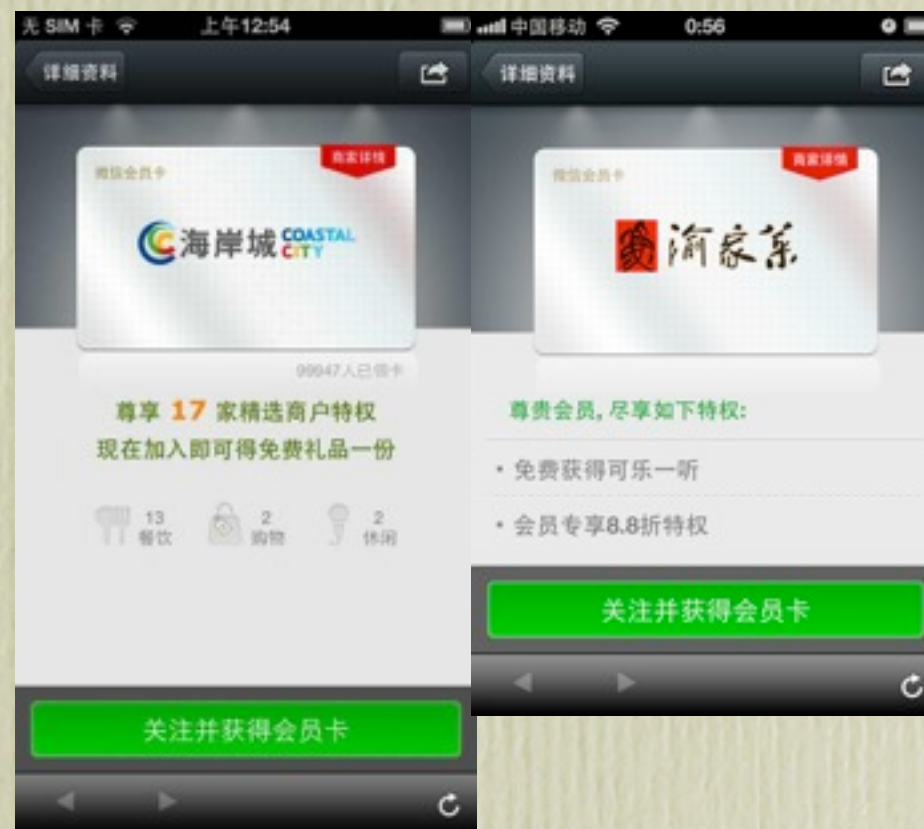 无 SIM 卡 上午12:54
详细资料
微信会员卡
商家详情
海岸城 COASTAL CITY
99947人已领卡
尊享 17 家精选商户特权
现在加入即可得免费礼品一份
13 餐饮 2 购物 2 休闲
关注并获得会员卡
中国移动 0:56
详细资料
微信会员卡
商家详情
渝家菜
尊贵会员, 尽享如下特权:
· 免费获得可乐一听
· 会员专享8.8折特权
关注并获得会员卡